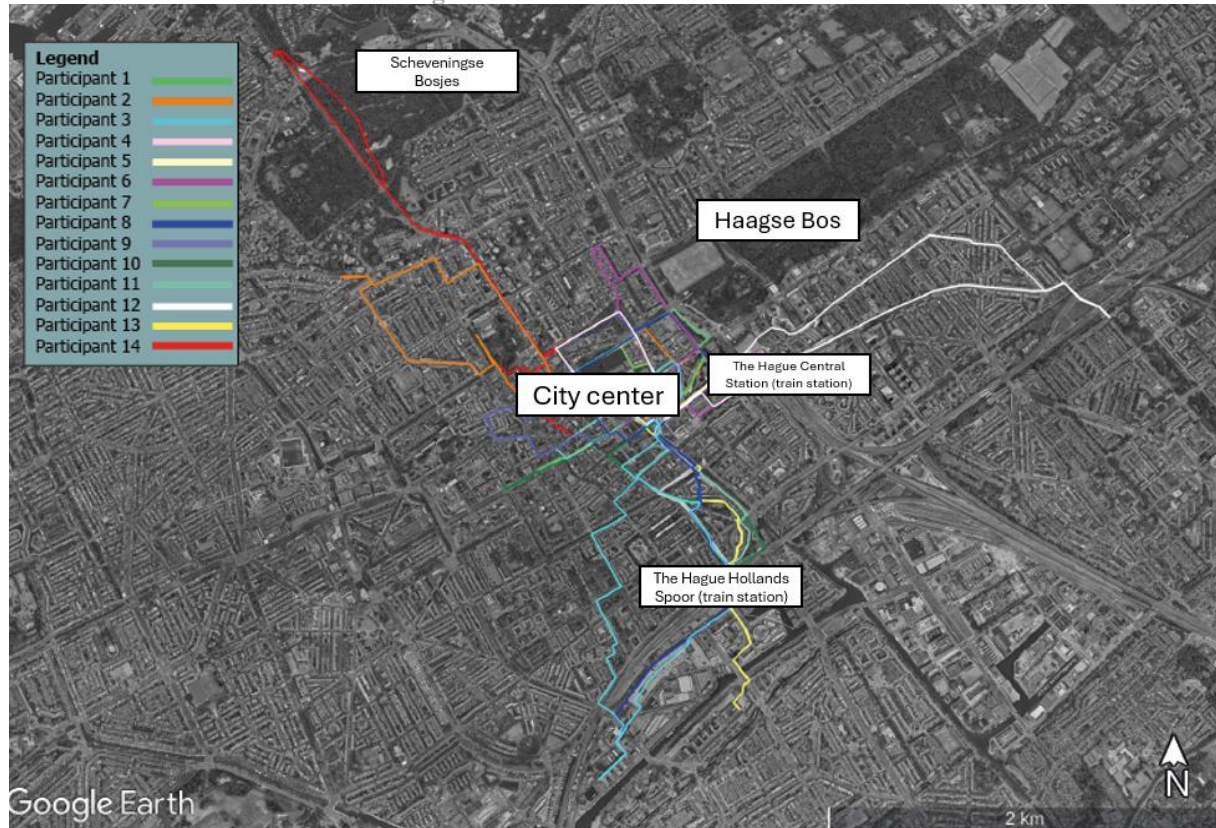 Legend
Participant 1
Participant 2
Participant 3
Participant 4
Participant 5
Participant 6
Participant 7
Participant 8
Participant 9
Participant 10
Participant 11
Participant 12
Participant 13
Participant 14
Scheveningse
Bosjes
Haagse Bos
The Hague Central
Station (train station)
City center
The Hague Hollands
Spoor (train station)
N
Google Earth
2 km